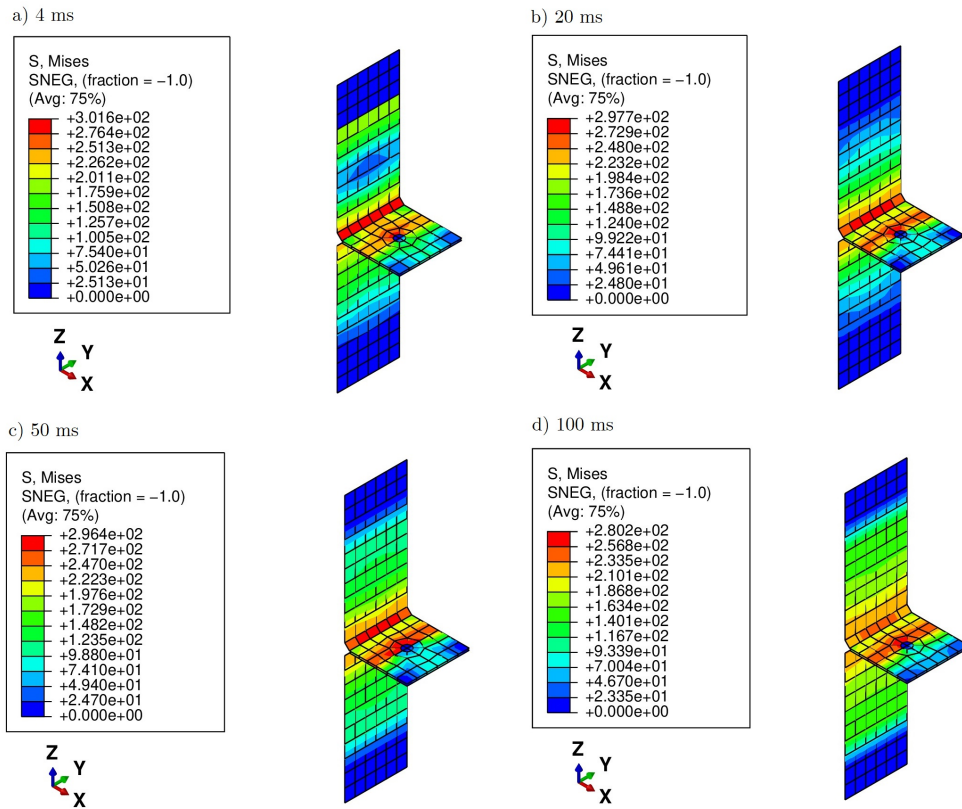 a) 4 ms
S, Mises
SNEG, (fraction = −1.0)
(Avg: 75%)
+3.016e+02
+2.764e+02
+2.513e+02
+2.262e+02
+2.011e+02
+1.759e+02
+1.508e+02
+1.257e+02
+1.005e+02
+7.540e+01
+5.026e+01
+2.513e+01
+0.000e+00
Z
Y
X
b) 20 ms
S, Mises
SNEG, (fraction = −1.0)
(Avg: 75%)
+2.977e+02
+2.729e+02
+2.480e+02
+2.232e+02
+1.984e+02
+1.736e+02
+1.488e+02
+1.240e+02
+9.922e+01
+7.441e+01
+4.961e+01
+2.480e+01
+0.000e+00
Z
Y
X
c) 50 ms
S, Mises
SNEG, (fraction = −1.0)
(Avg: 75%)
+2.964e+02
+2.717e+02
+2.470e+02
+2.223e+02
+1.976e+02
+1.729e+02
+1.482e+02
+1.235e+02
+9.880e+01
+7.410e+01
+4.940e+01
+2.470e+01
+0.000e+00
Z
Y
X
d) 100 ms
S, Mises
SNEG, (fraction = −1.0)
(Avg: 75%)
+2.802e+02
+2.568e+02
+2.335e+02
+2.101e+02
+1.868e+02
+1.634e+02
+1.401e+02
+1.167e+02
+9.339e+01
+7.004e+01
+4.670e+01
+2.335e+01
+0.000e+00
Z
Y
X